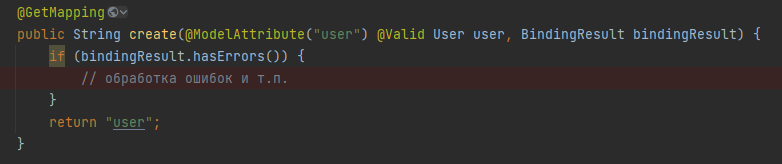 @GetMapping
public String create(@ModelAttribute("user") @Valid User user, BindingResult bindingResult) {
if (bindingResult.hasErrors()) {
// обработка ошибок и т.п.
}
return "user";
}